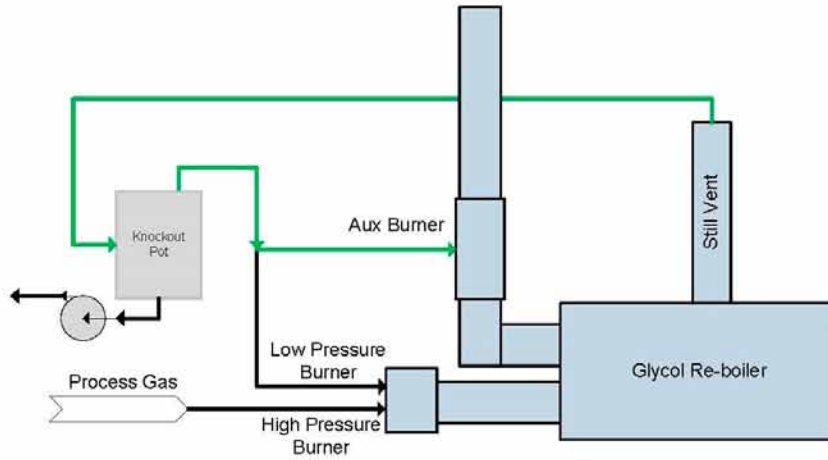 Still Vent
Aux Burner
Knockout
Pot
Low Pressure
Burner
Glycol Re-boiler
Process Gas
High Pressure
Burner